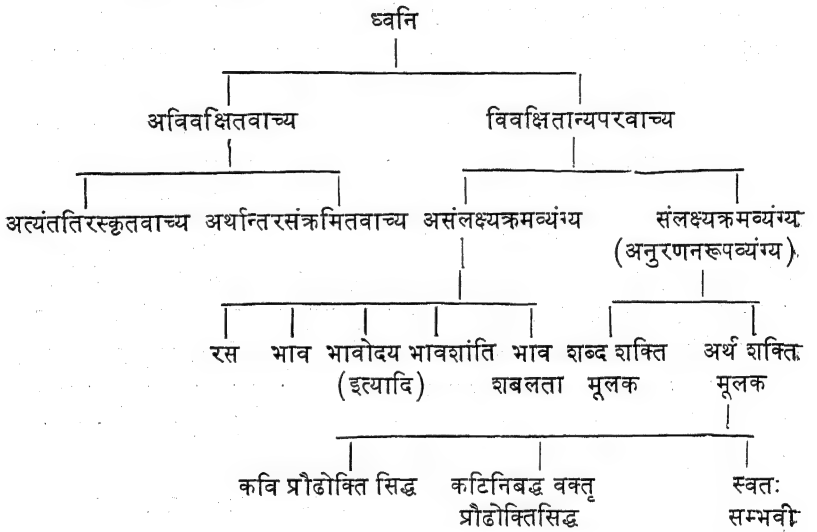 ध्वनि
अविवक्षितवाच्य विवक्षितान्यपरवाच्य
अत्यंततिरस्कृतवाच्य अर्थान्तरसंक्रमितवाच्य असंलक्ष्यक्रमव्यंग्य संलक्ष्यक्रमव्यंग्य
(अनुरणनरूपव्यंग्य)
रस भाव भावोदय भावशांति भाव शब्द शक्ति अर्थ शक्ति
(इत्यादि) शबलता मूलक मूलक
कवि प्रौढोक्ति सिद्ध कटिनिबद्ध वक्तृ स्वतः
प्रौढोक्तिसिद्ध सम्भवी